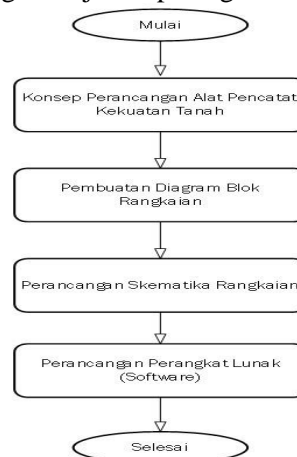 Mulai
Konsep Perancangan Alat Pencatat
Kekuatan Tanah
Pembuatan Diagram Blok
Rangkaian
Perancangan Skematika Rangkaian
Perancangan Perangkat Lunak
(Software)
Selesai